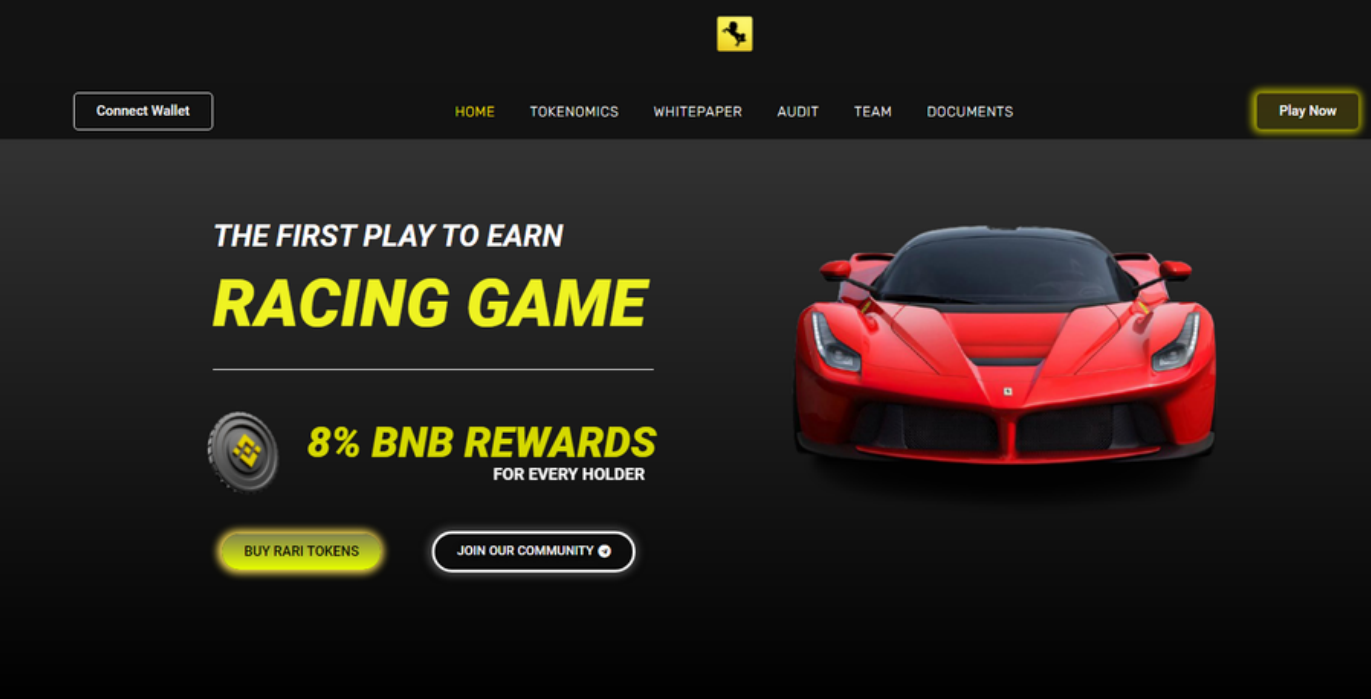 Connect Wallet
HOME TOKENOMICS WHITEPAPER AUDIT TEAM DOCUMENTS
Play Now
THE FIRST PLAY TO EARN
RACING GAME
8% BNB REWARDS
FOR EVERY HOLDER
BUY RARI TOKENS
JOIN OUR COMMUNITY